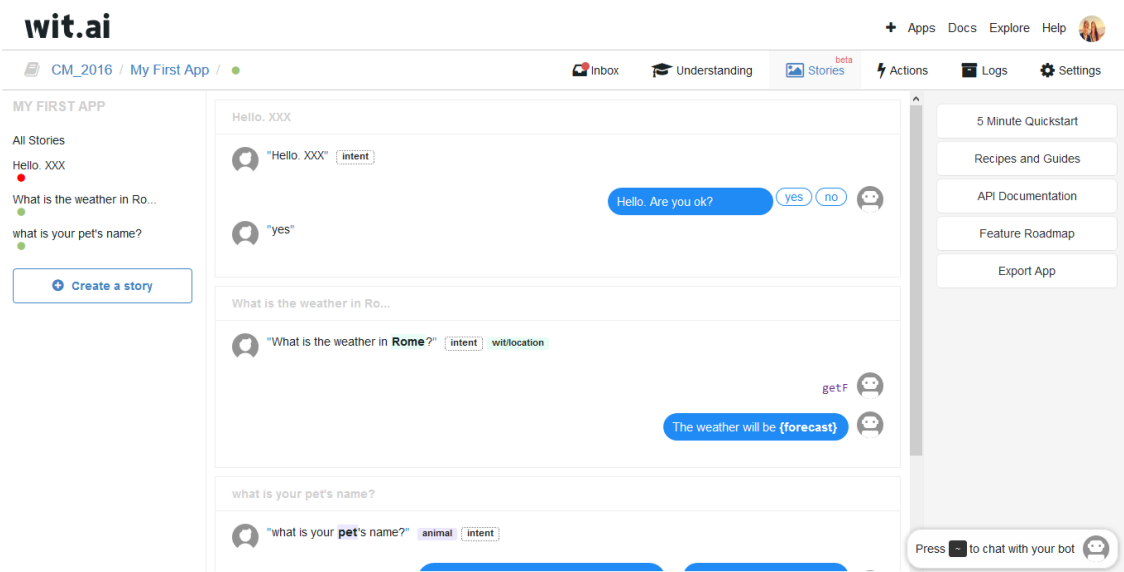 wit.ai
+ Apps Docs Explore Help
CM_2016 / My First App /
Inbox Understanding Stories beta Actions Logs Settings
MY FIRST APP
All Stories
Hello. XXX
What is the weather in Ro...
what is your pet's name?
Create a story
Hello. XXX
"Hello. XXX" intent
Hello. Are you ok? yes no
"yes"
What is the weather in Ro...
"What is the weather in Rome?" intent wit/location
getF
The weather will be {forecast}
what is your pet's name?
"what is your pet's name?" animal intent
5 Minute Quickstart
Recipes and Guides
API Documentation
Feature Roadmap
Export App
Press ~ to chat with your bot